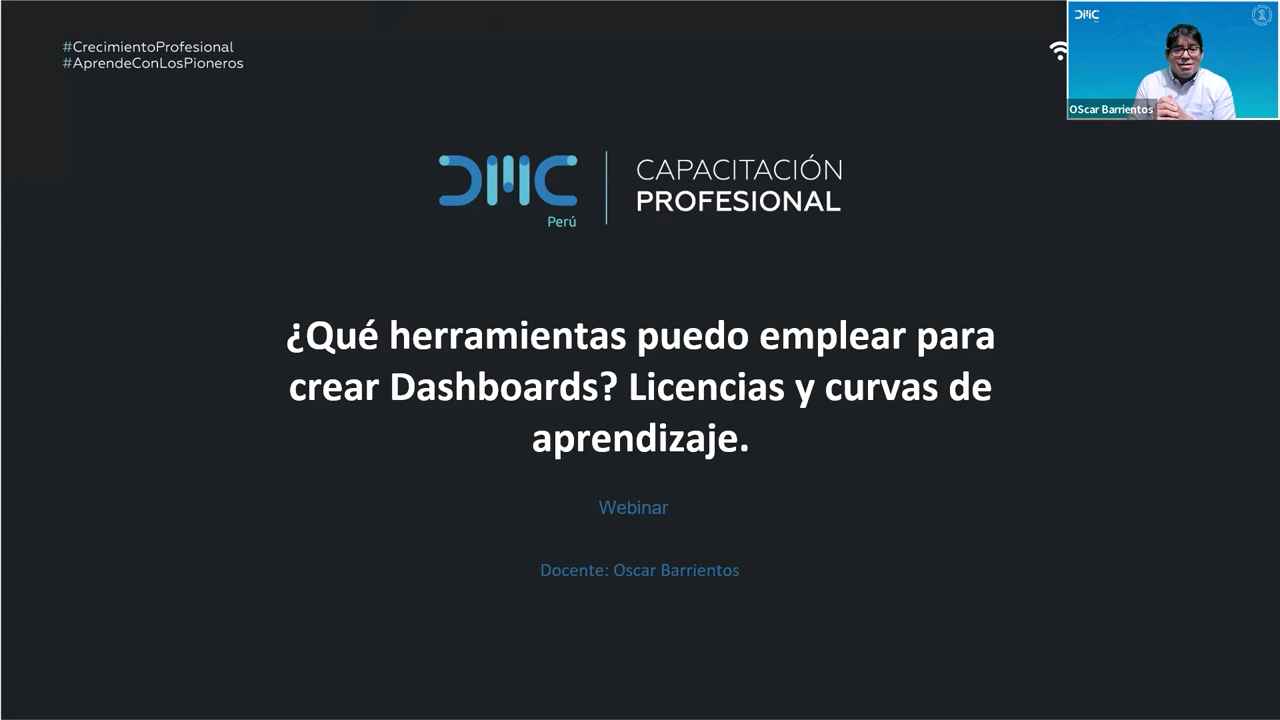 #CrecimientoProfesional
#AprendeConLosPioneros
DMC
OScar Barrientos
DMC
Perú
CAPACITACIÓN
PROFESIONAL
¿Qué herramientas puedo emplear para
crear Dashboards? Licencias y curvas de
aprendizaje.
Webinar
Docente: Oscar Barrientos